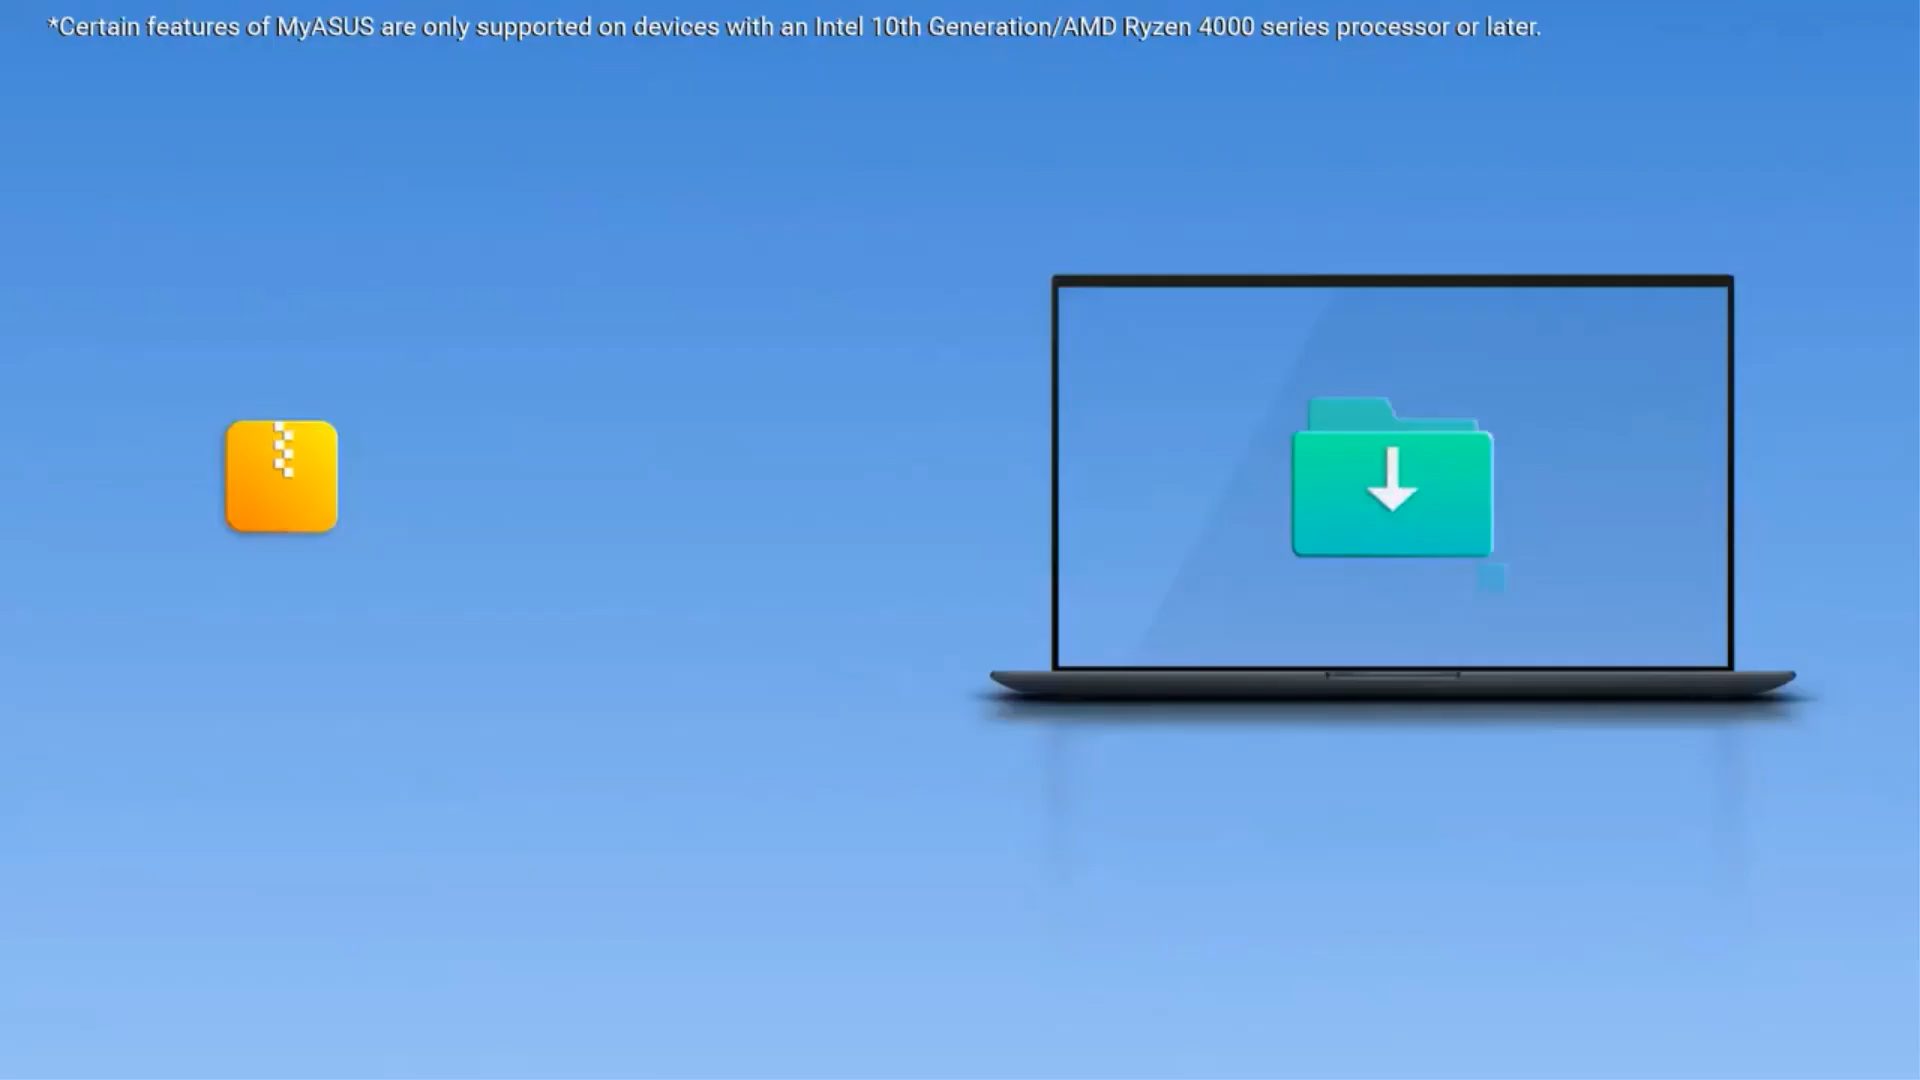 *Certain features of MyASUS are only supported on devices with an Intel 10th Generation/AMD Ryzen 4000 series processor or later.